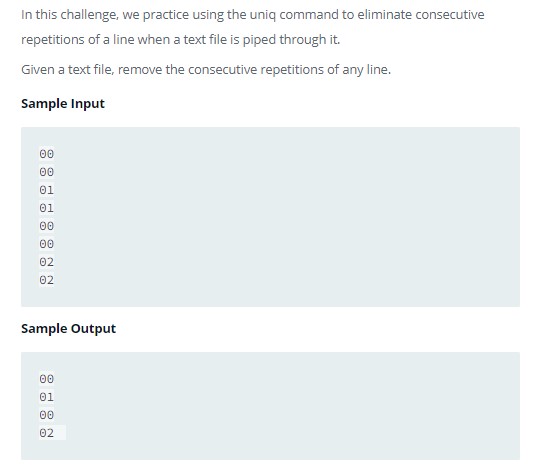 In this challenge, we practice using the uniq command to eliminate consecutive
repetitions of a line when a text file is piped through it.
Given a text file, remove the consecutive repetitions of any line.
Sample Input
00
00
01
01
00
00
02
02
Sample Output
00
01
00
02